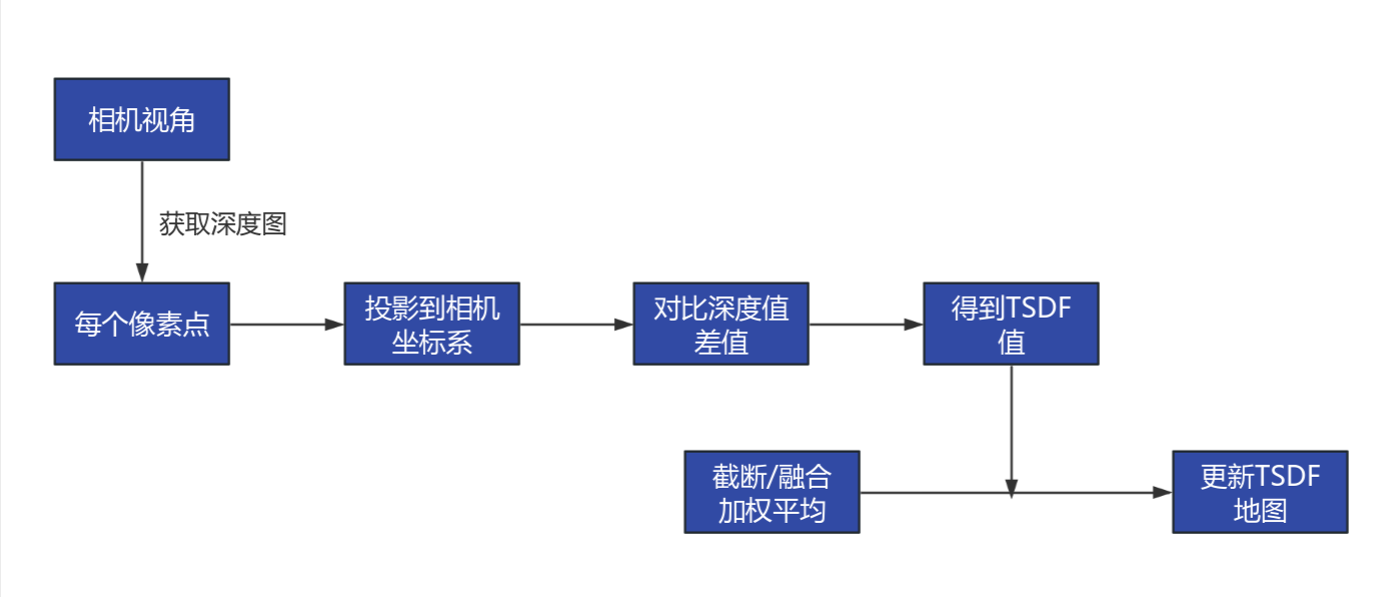 相机视角
获取深度图
每个像素点
投影到相机
坐标系
对比深度值
差值
得到TSDF
值
截断/融合
加权平均
更新TSDF
地图